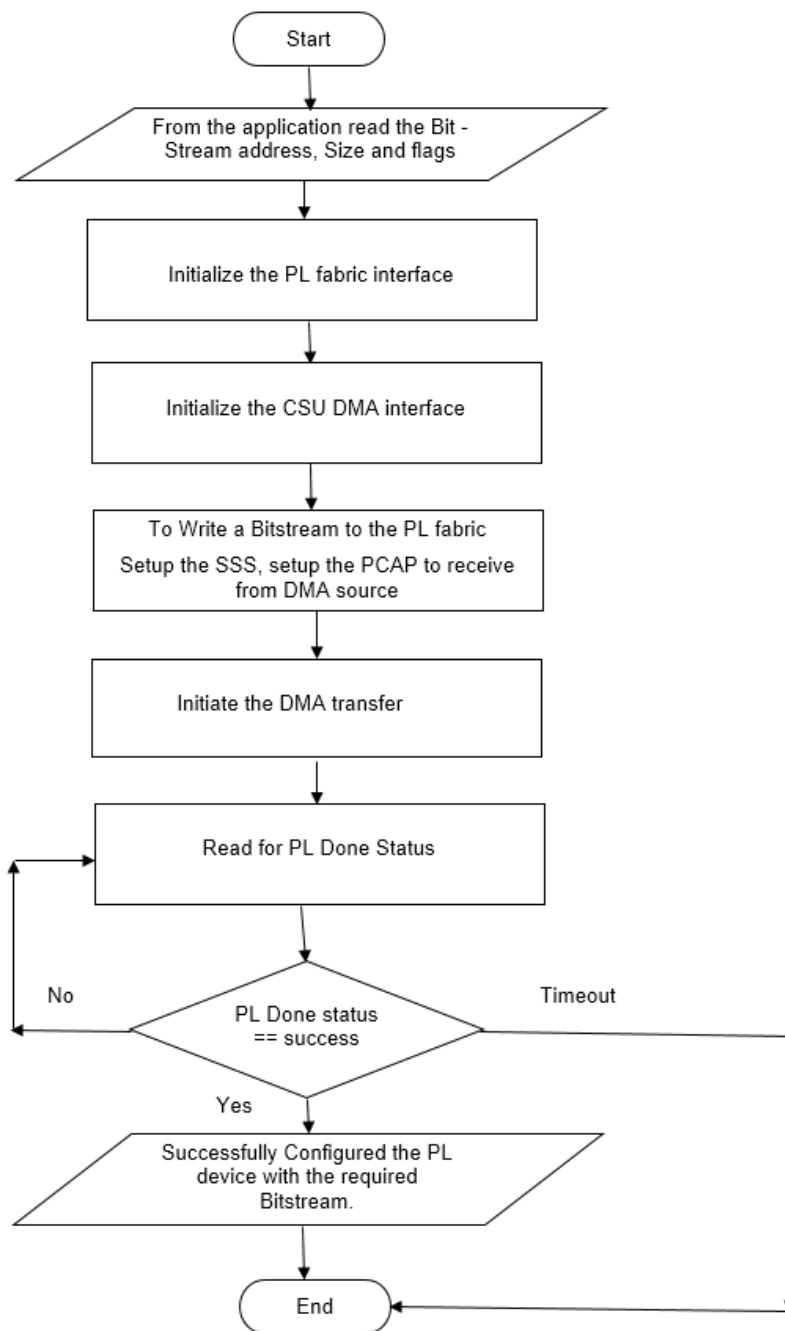 Start
From the application read the Bit -
Stream address, Size and flags
Initialize the PL fabric interface
Initialize the CSU DMA interface
To Write a Bitstream to the PL fabric
Setup the SSS, setup the PCAP to receive
from DMA source
Initiate the DMA transfer
Read for PL Done Status
No
PL Done status
== success
Timeout
Yes
Successfully Configured the PL
device with the required
Bitstream.
End